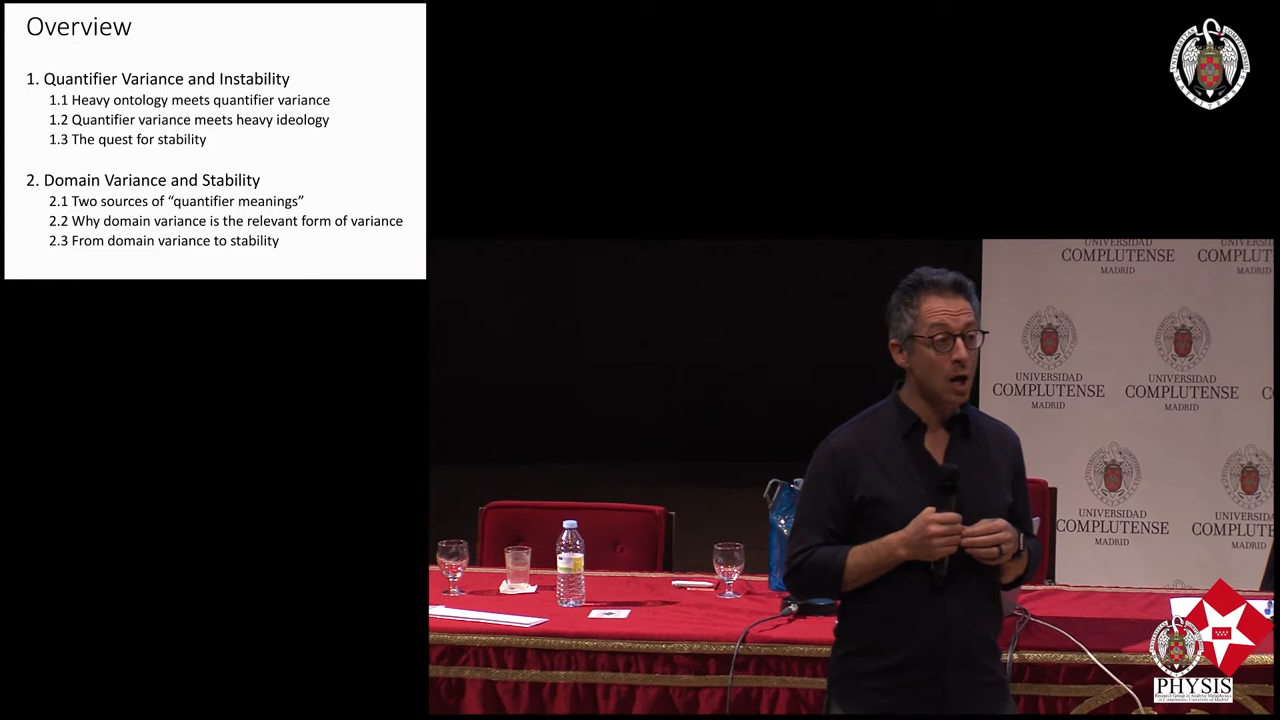 Overview
1. Quantifier Variance and Instability
1.1 Heavy ontology meets quantifier variance
1.2 Quantifier variance meets heavy ideology
1.3 The quest for stability
2. Domain Variance and Stability
2.1 Two sources of “quantifier meanings”
2.2 Why domain variance is the relevant form of variance
2.3 From domain variance to stability
UNIVERSIDAD
COMPLUTENSE
MADRID
UNIVERSIDAD
COMPLUTENSE
MADRID
UNIVERSIDAD
COMPLUTENSE
MADRID
UNIVERSIDAD
COMPLUTENSE
MADRID
PHYSIS